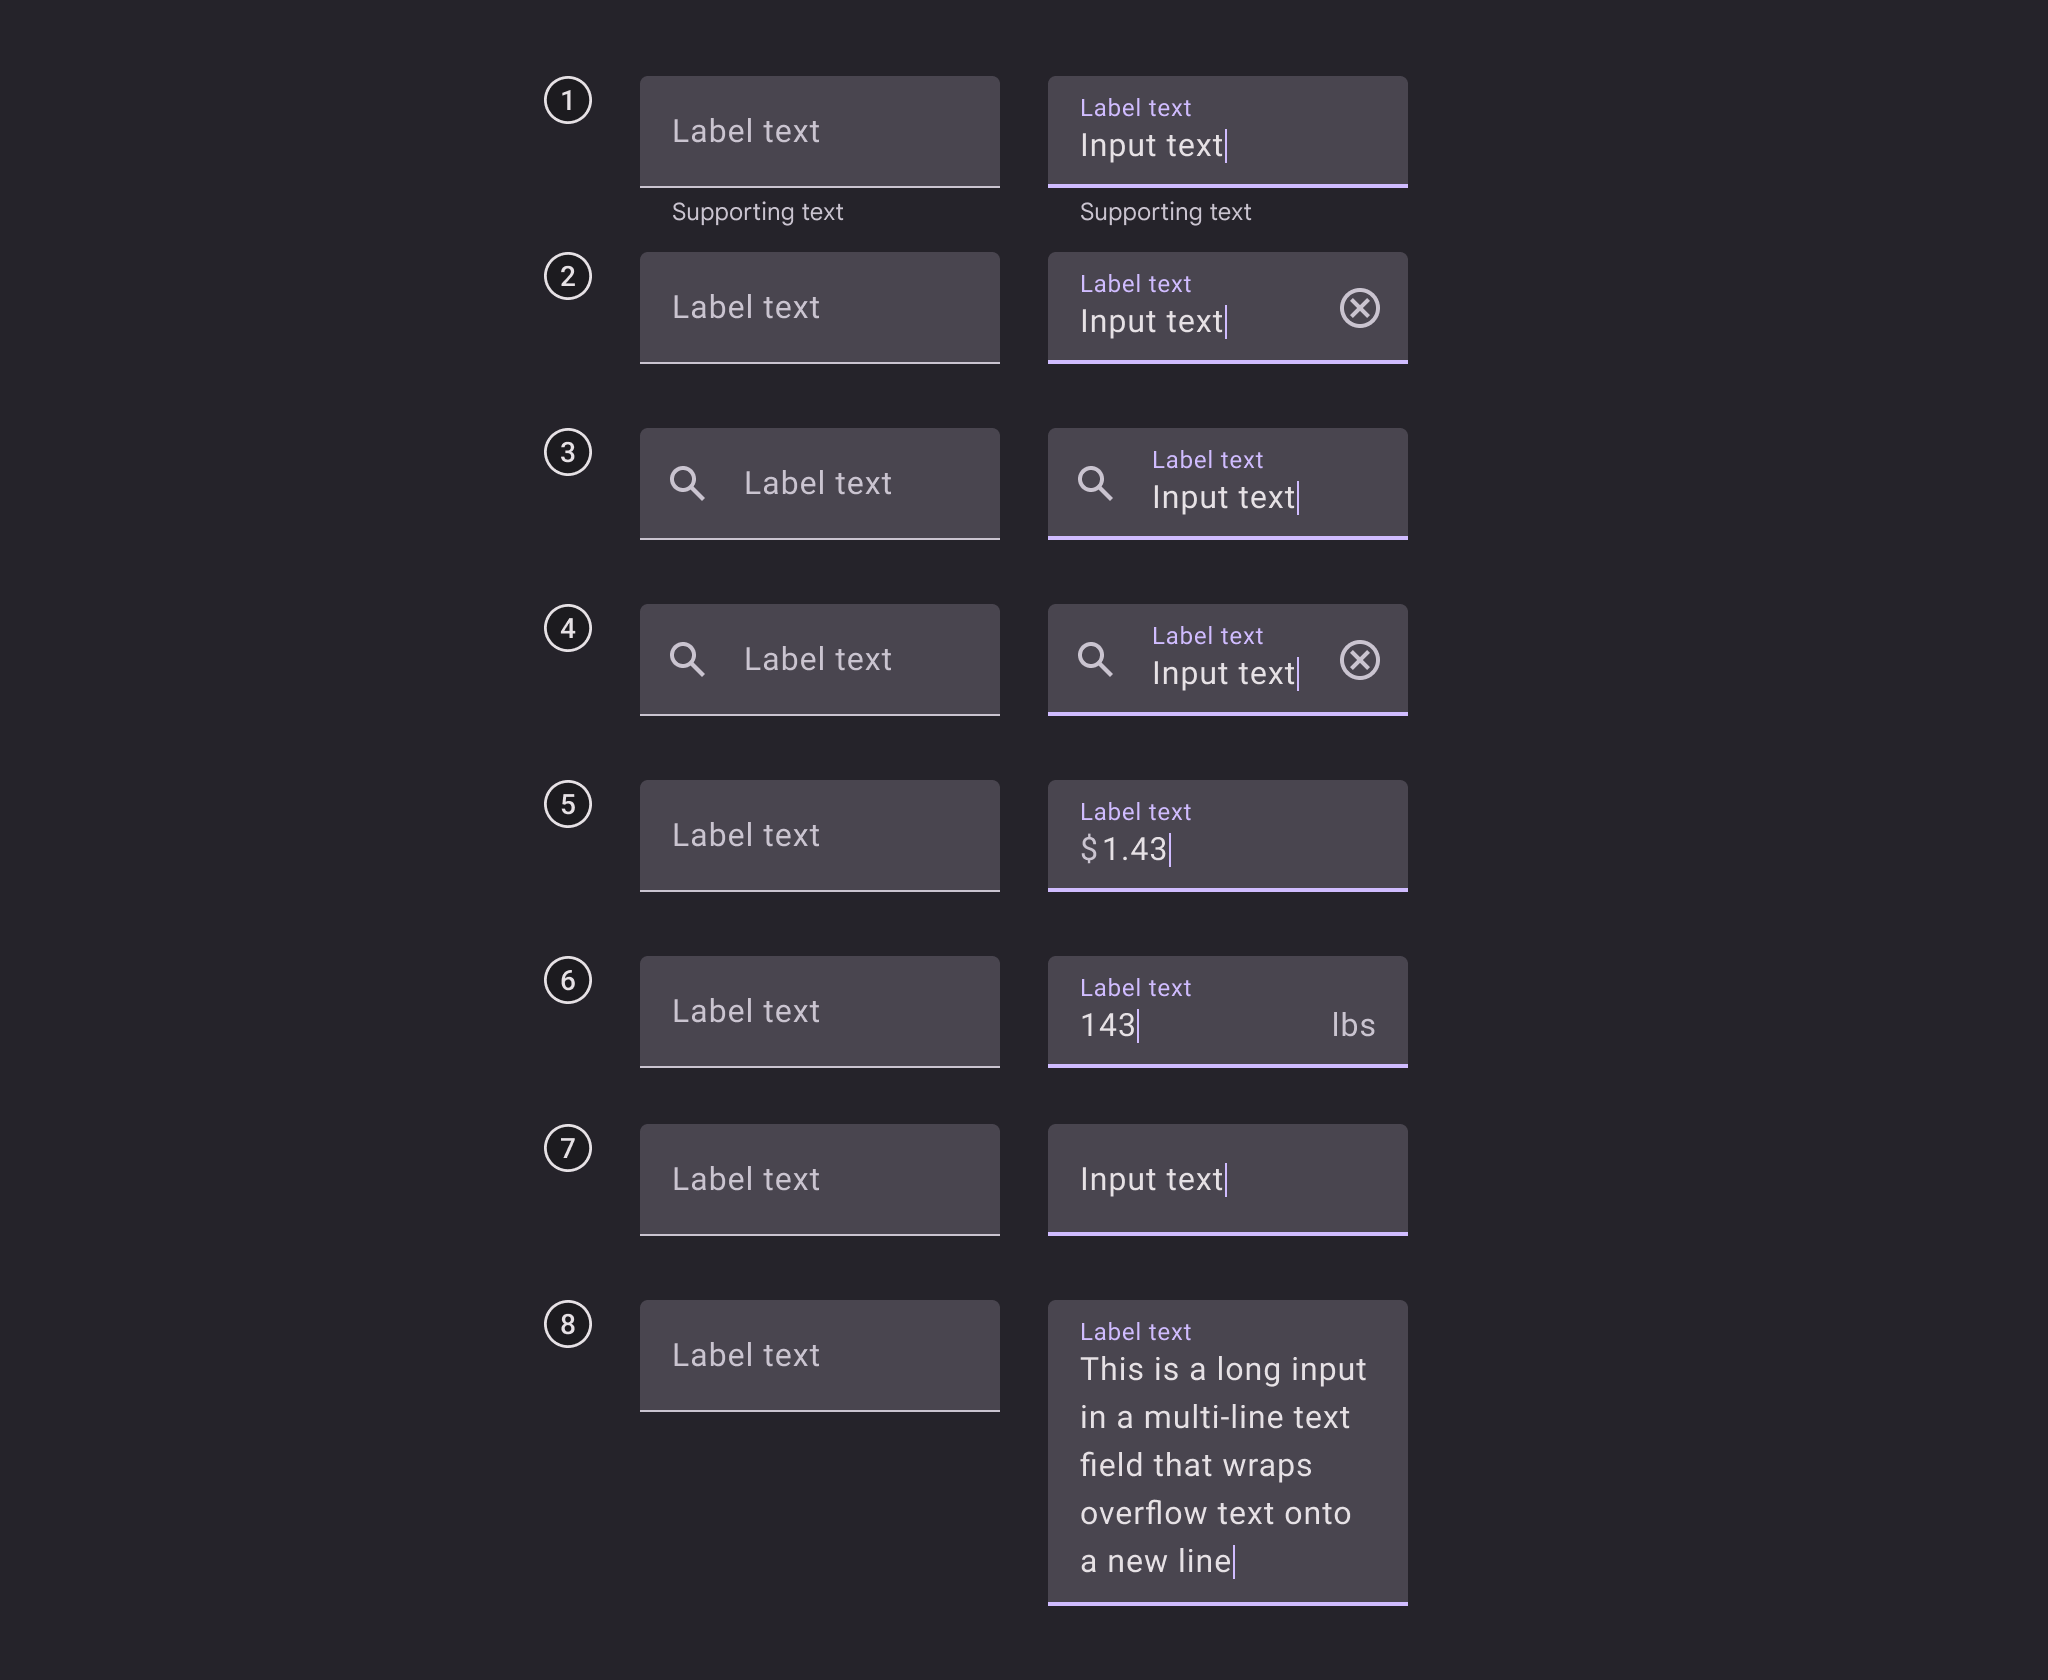 1
Label text
Supporting text
Label text
Input text
Supporting text
2
Label text
Label text
Input text
3
Label text
Label text
Input text
4
Label text
Label text
Input text
5
Label text
Label text
$1.43
6
Label text
Label text
143 lbs
7
Label text
Input text
8
Label text
Label text
This is a long input
in a multi-line text
field that wraps
overflow text onto
a new line